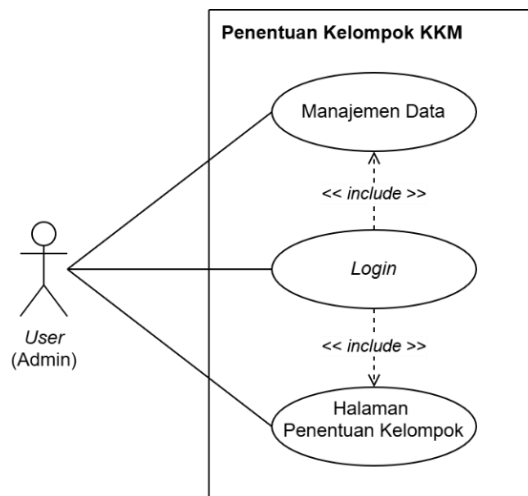 Penentuan Kelompok KKM
Manajemen Data
<< include >>
Login
<< include >>
Halaman
Penentuan Kelompok
User
(Admin)